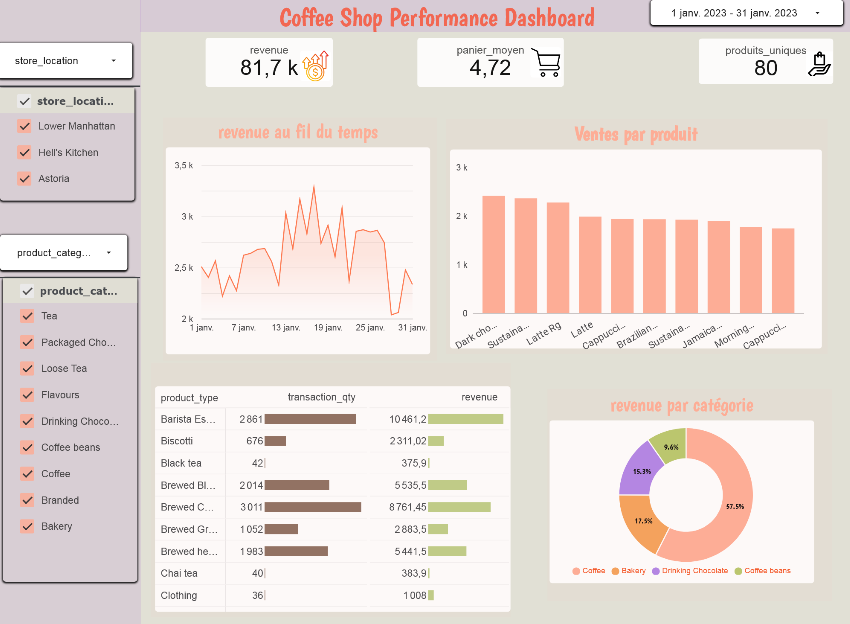 Coffee Shop Performance Dashboard
1 janv. 2023 - 31 janv. 2023
store_location
store_locati...
Lower Manhattan
Hell's Kitchen
Astoria
product_categ...
product_cat...
Tea
Packaged Cho...
Loose Tea
Flavours
Drinking Choco...
Coffee beans
Coffee
Branded
Bakery
revenue
81,7 k
panier_moyen
4,72
produits_uniques
80
revenue au fil du temps
3,5 k
3 k
2,5 k
2 k
1 janv. 7 janv. 13 janv. 19 janv. 25 janv. 31 janv.
Ventes par produit
3 k
2 k
1 k
0
Dark cho... Sustaina... Latte Rg Latte Cappucci... Brazilian... Sustaina... Jamaica... Morning... Cappucci...
product_type transaction_qty revenue
Barista Es... 2 861 10 461,2
Biscotti 676 2 311,02
Black tea 42 375,9
Brewed Bl... 2 014 5 535,5
Brewed C... 3 011 8 761,45
Brewed Gr... 1 052 2 883,5
Brewed he... 1 983 5 441,5
Chai tea 40 383,9
Clothing 36 1 008
revenue par catégorie
9.6%
15.3%
57.5%
17.5%
Coffee Bakery Drinking Chocolate Coffee beans